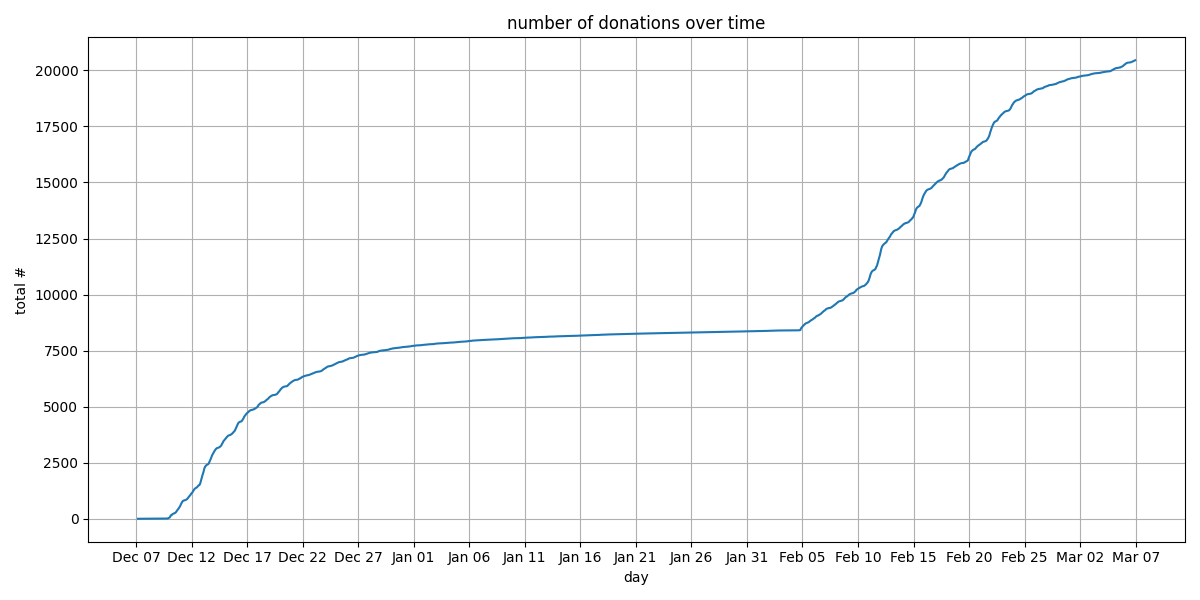 number of donations over time
total #
20000
17500
15000
12500
10000
7500
5000
2500
0
Dec 07 Dec 12 Dec 17 Dec 22 Dec 27 Jan 01 Jan 06 Jan 11 Jan 16 Jan 21 Jan 26 Jan 31 Feb 05 Feb 10 Feb 15 Feb 20 Feb 25 Mar 02 Mar 07
day